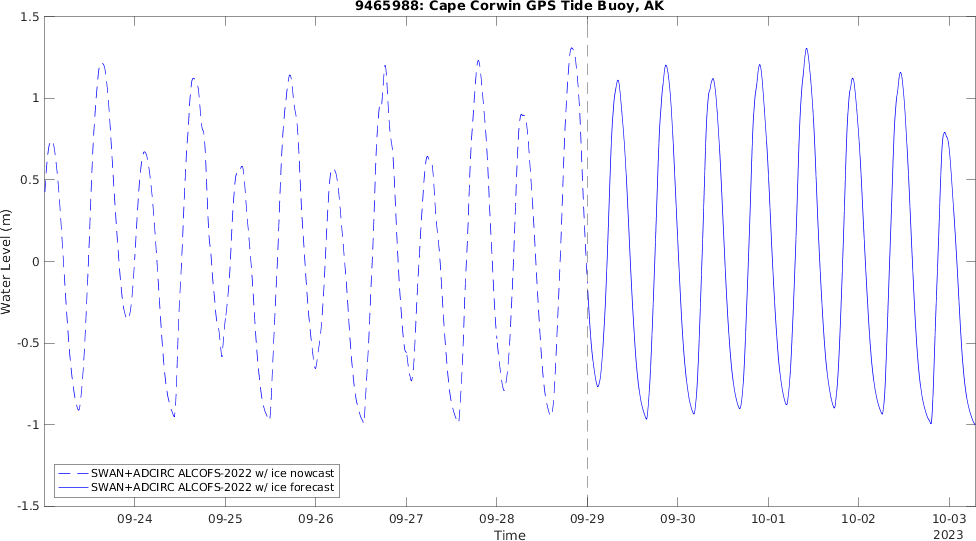 9465988: Cape Corwin GPS Tide Buoy, AK
1.5
1
0.5
0
-0.5
-1
-1.5
Water Level (m)
SWAN+ADCIRC ALCOFS-2022 w/ ice nowcast
SWAN+ADCIRC ALCOFS-2022 w/ ice forecast
09-24 09-25 09-26 09-27 09-28 09-29 09-30 10-01 10-02 10-03
2023
Time